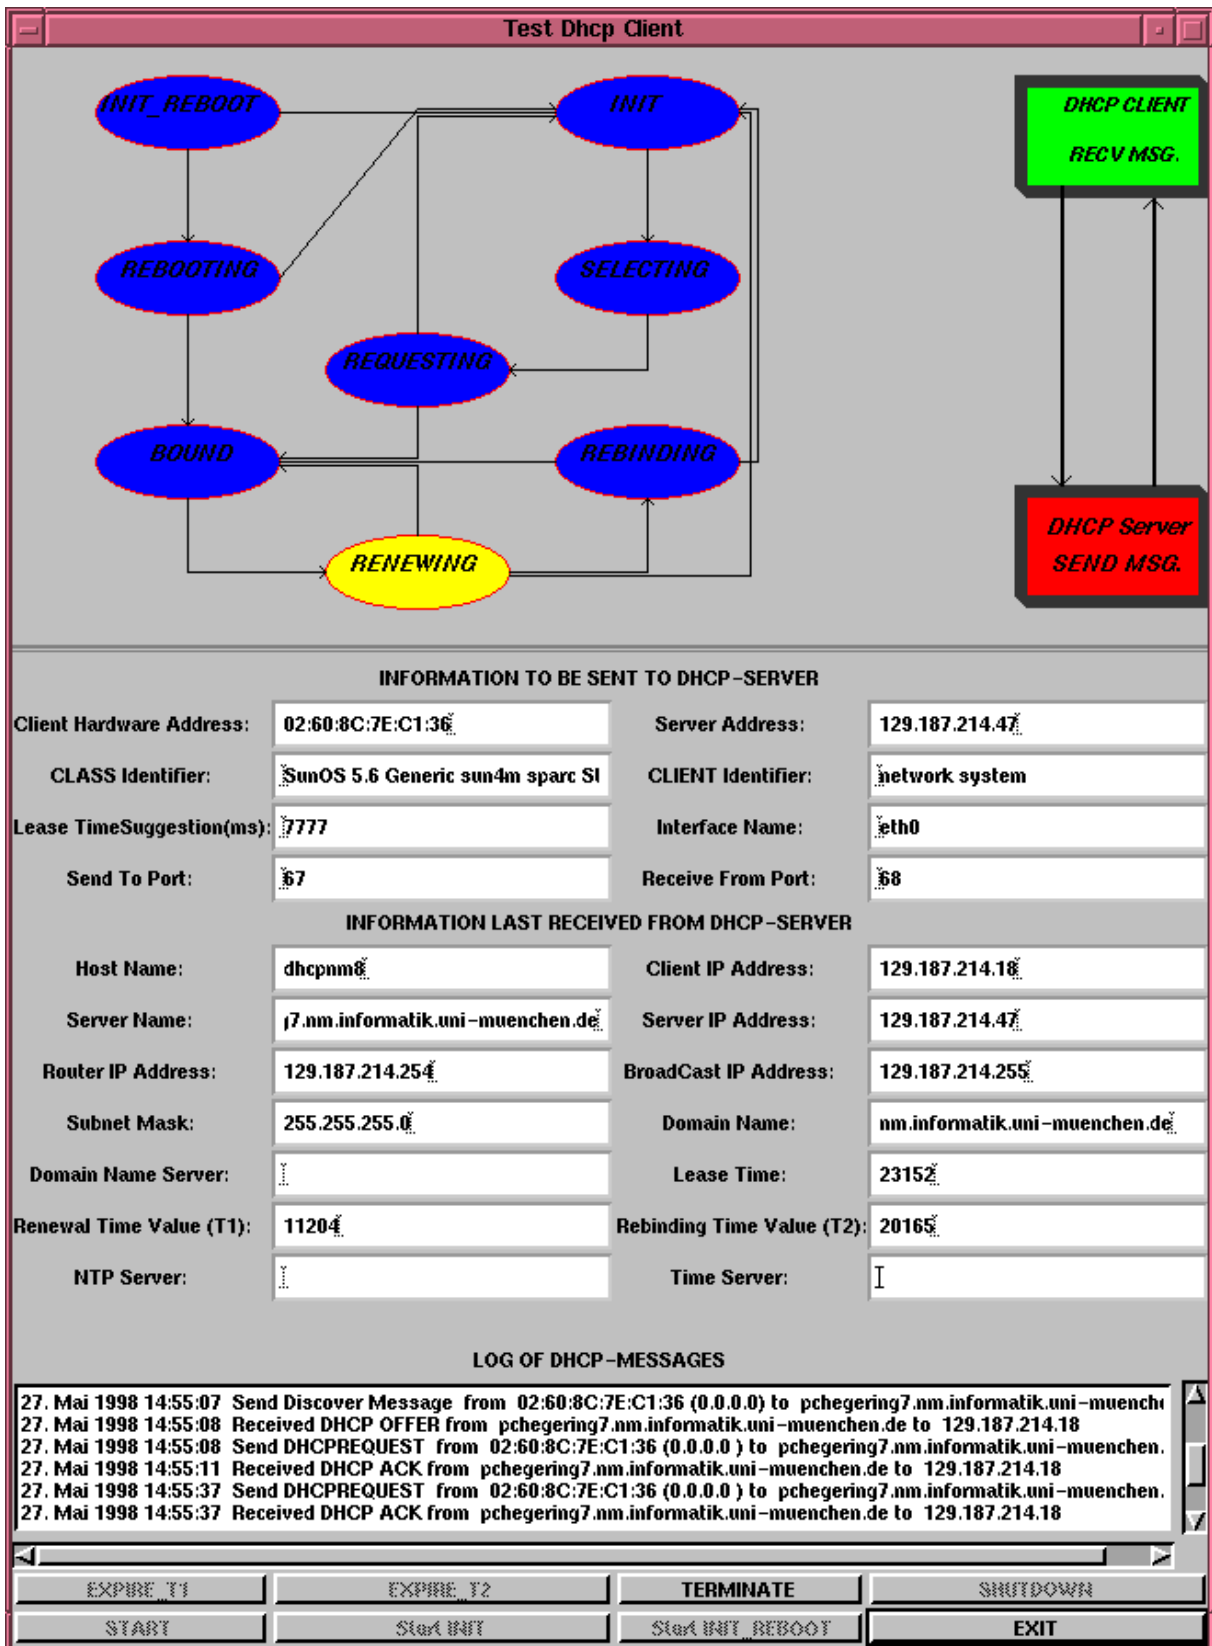 Test Dhcp Client
INIT_REBOOT
INIT
DHCP CLIENT
RECV MSG.
REBOOTING
SELECTING
REQUESTING
BOUND
REBINDING
RENEWING
DHCP Server
SEND MSG.
INFORMATION TO BE SENT TO DHCP-SERVER
Client Hardware Address: 02:60:8C:7E:C1:36 Server Address: 129.187.214.47
CLASS Identifier: SunOS 5.6 Generic sun4m sparc CLIENT Identifier: network system
Lease TimeSuggestion(ms): 7777 Interface Name: eth0
Send To Port: 67 Receive From Port: 68
INFORMATION LAST RECEIVED FROM DHCP-SERVER
Host Name: dhcpnm8 Client IP Address: 129.187.214.18
Server Name: 7.nm.informatik.uni-muenchen.de Server IP Address: 129.187.214.47
Router IP Address: 129.187.214.254 BroadCast IP Address: 129.187.214.255
Subnet Mask: 255.255.255.0 Domain Name: nm.informatik.uni-muenchen.de
Domain Name Server: Lease Time: 23152
Renewal Time Value (T1): 11204 Rebinding Time Value (T2): 20165
NTP Server: Time Server:
LOG OF DHCP-MESSAGES
27. Mai 1998 14:55:07 Send Discover Message from 02:60:8C:7E:C1:36 (0.0.0.0) to pchegering7.nm.informatik.uni-muenche
27. Mai 1998 14:55:08 Received DHCP OFFER from pchegering7.nm.informatik.uni-muenchen.de to 129.187.214.18
27. Mai 1998 14:55:08 Send DHCPREQUEST from 02:60:8C:7E:C1:36 (0.0.0.0 ) to pchegering7.nm.informatik.uni-muenchen.
27. Mai 1998 14:55:11 Received DHCP ACK from pchegering7.nm.informatik.uni-muenchen.de to 129.187.214.18
27. Mai 1998 14:55:37 Send DHCPREQUEST from 02:60:8C:7E:C1:36 (0.0.0.0 ) to pchegering7.nm.informatik.uni-muenchen.
27. Mai 1998 14:55:37 Received DHCP ACK from pchegering7.nm.informatik.uni-muenchen.de to 129.187.214.18
EXPIRE_T1 EXPIRE_T2 TERMINATE SHUTDOWN
START Start INIT Start INIT_REBOOT EXIT